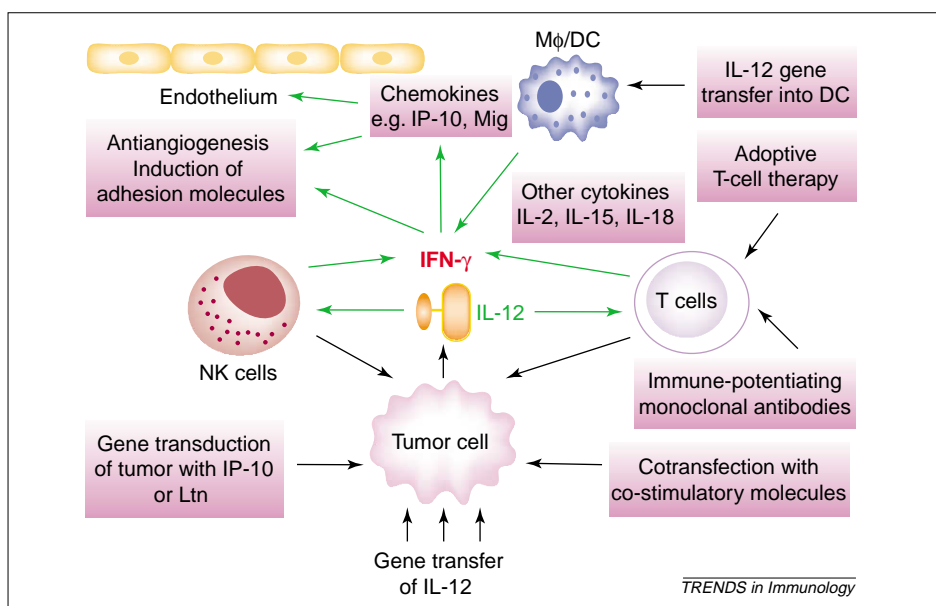 Mϕ/DC
IL-12 gene
transfer into DC
Endothelium
Chemokines
e.g. IP-10, Mig
Antiangiogenesis
Induction of
adhesion molecules
Adoptive
T-cell therapy
Other cytokines
IL-2, IL-15, IL-18
IFN-γ
IL-12
T cells
NK cells
Immune-potentiating
monoclonal antibodies
Tumor cell
Gene transduction
of tumor with IP-10
or Ltn
Cotransfection with
co-stimulatory molecules
Gene transfer
of IL-12
TRENDS in Immunology